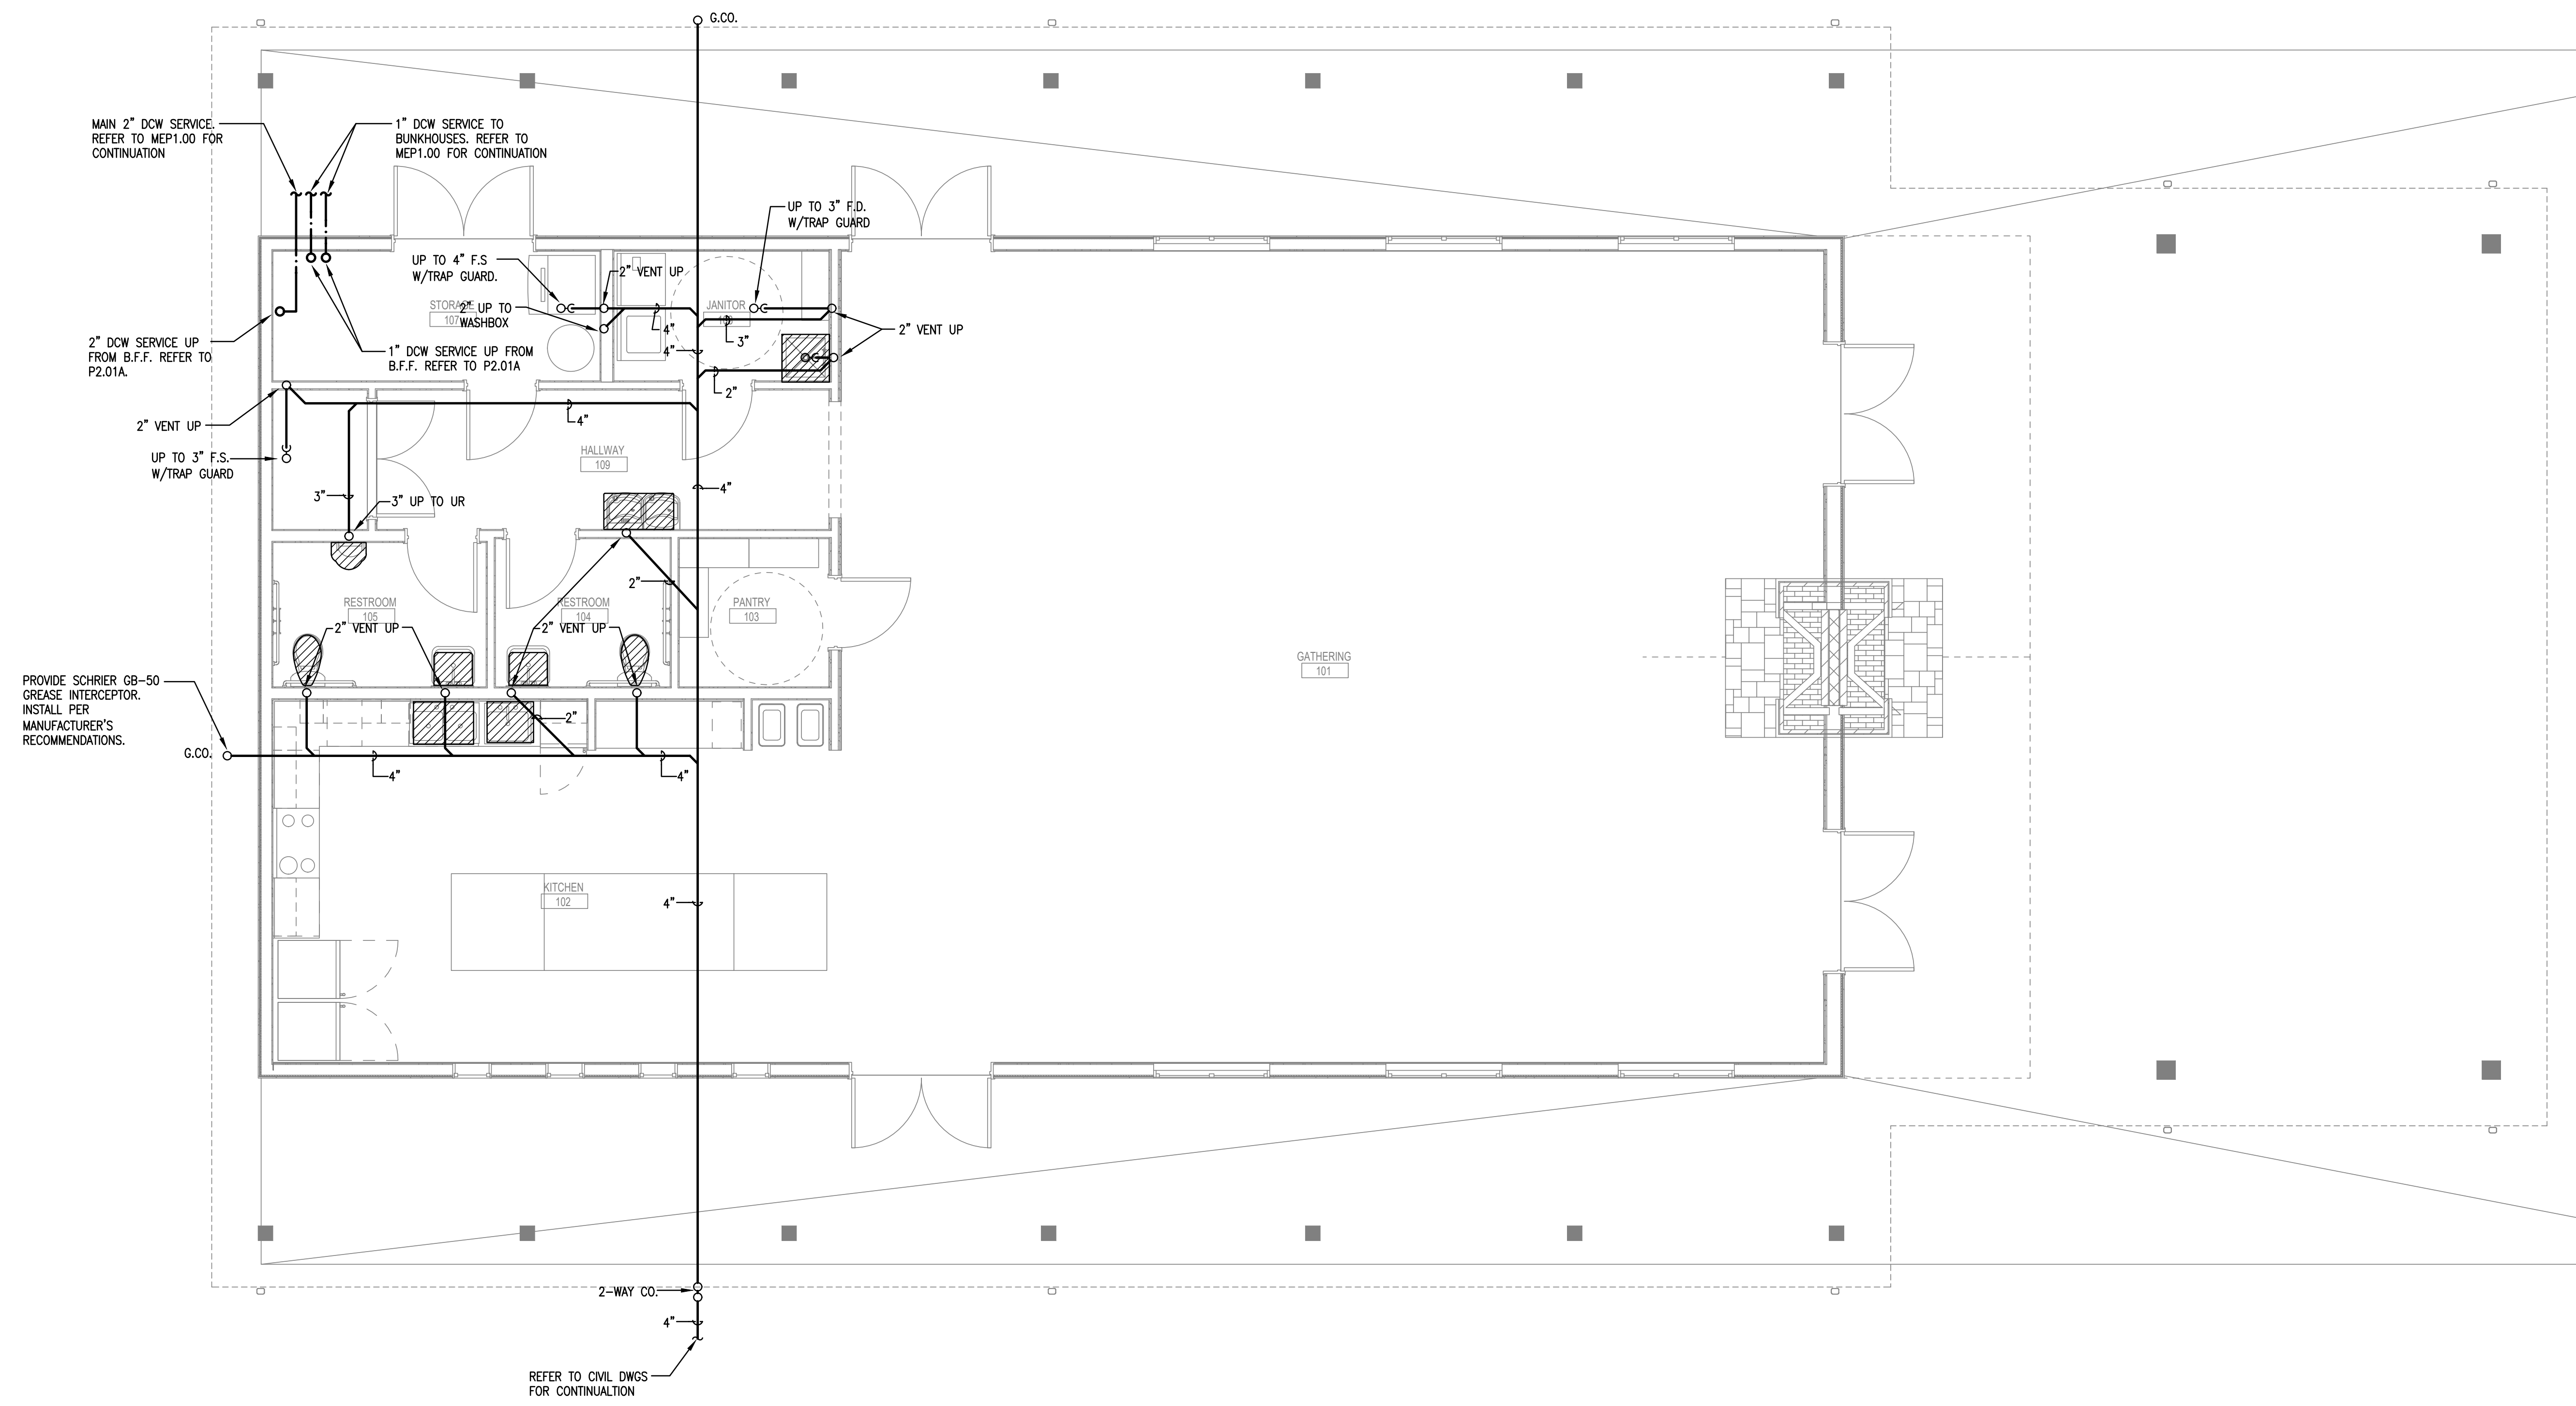 G.CO.
MAIN 2" DCW SERVICE.
REFER TO MEP1.00 FOR
CONTINUATION
1" DCW SERVICE TO
BUNKHOUSES. REFER TO
MEP1.00 FOR CONTINUATION
UP TO 3" F.D.
W/TRAP GUARD
UP TO 4" F.S
W/TRAP GUARD.
2" VENT UP
STORAGE
107
2" UP TO
WASHBOX
JANITOR
4"
3"
2" VENT UP
2" DCW SERVICE UP
FROM B.F.F. REFER TO
P2.01A.
1" DCW SERVICE UP FROM
B.F.F. REFER TO P2.01A
4"
2"
2" VENT UP
4"
UP TO 3" F.S.
W/TRAP GUARD
HALLWAY
109
3"
3" UP TO UR
4"
2"
RESTROOM
105
RESTROOM
104
PANTRY
103
2" VENT UP
2" VENT UP
GATHERING
101
PROVIDE SCHRIER GB-50
GREASE INTERCEPTOR.
INSTALL PER
MANUFACTURER'S
RECOMMENDATIONS.
2"
G.CO.
4"
4"
KITCHEN
102
4"
2-WAY CO.
4"
REFER TO CIVIL DWGS
FOR CONTINUALTION